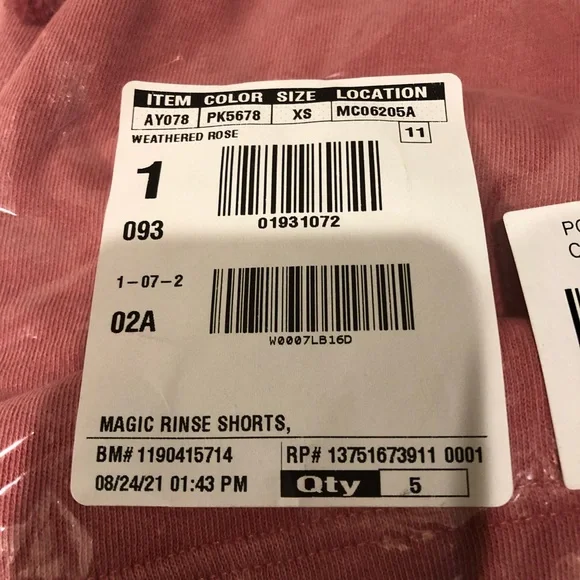 ITEM COLOR SIZE LOCATION
AY078 PK5678 XS MC06205A
WEATHERED ROSE 11
1
01931072
093
1-07-2
02A
W0007LB16D
MAGIC RINSE SHORTS,
BM# 1190415714 RP# 13751673911 0001
08/24/21 01:43 PM Qty 5